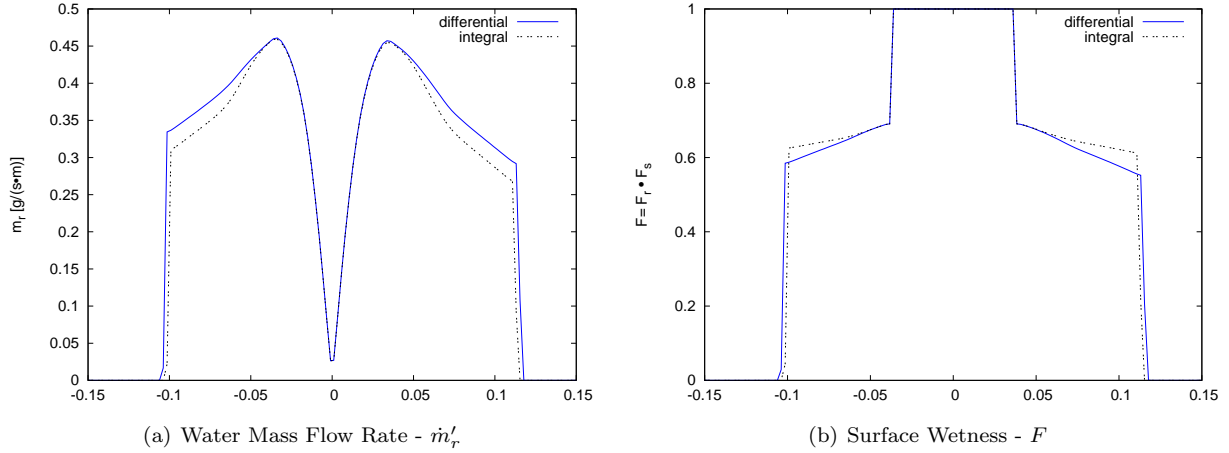 0.5
0.45
0.4
0.35
0.3
0.25
0.2
0.15
0.1
0.05
0
m_r [g/(s•m)]
-0.15 -0.1 -0.05 0 0.05 0.1 0.15
differential
integral
(a) Water Mass Flow Rate - ṁ′_r
1
0.8
0.6
0.4
0.2
0
F = F_r • F_s
-0.15 -0.1 -0.05 0 0.05 0.1 0.15
differential
integral
(b) Surface Wetness - F